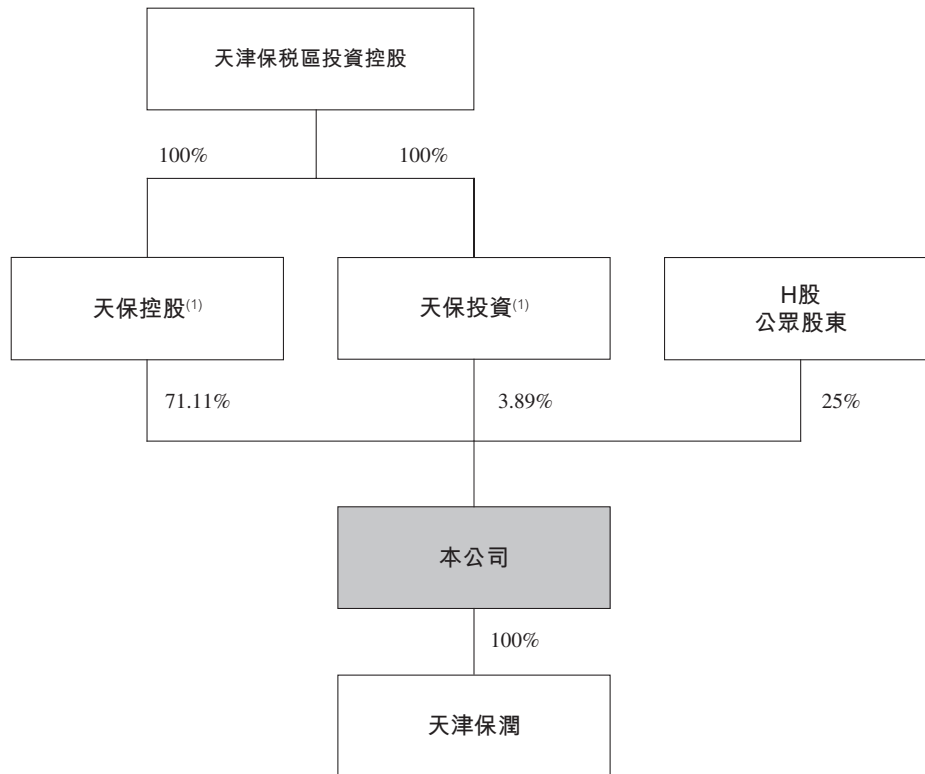 天津保税區投資控股
100%
100%
天保控股(1)
天保投資(1)
H股
公眾股東
71.11%
3.89%
25%
本公司
100%
天津保潤